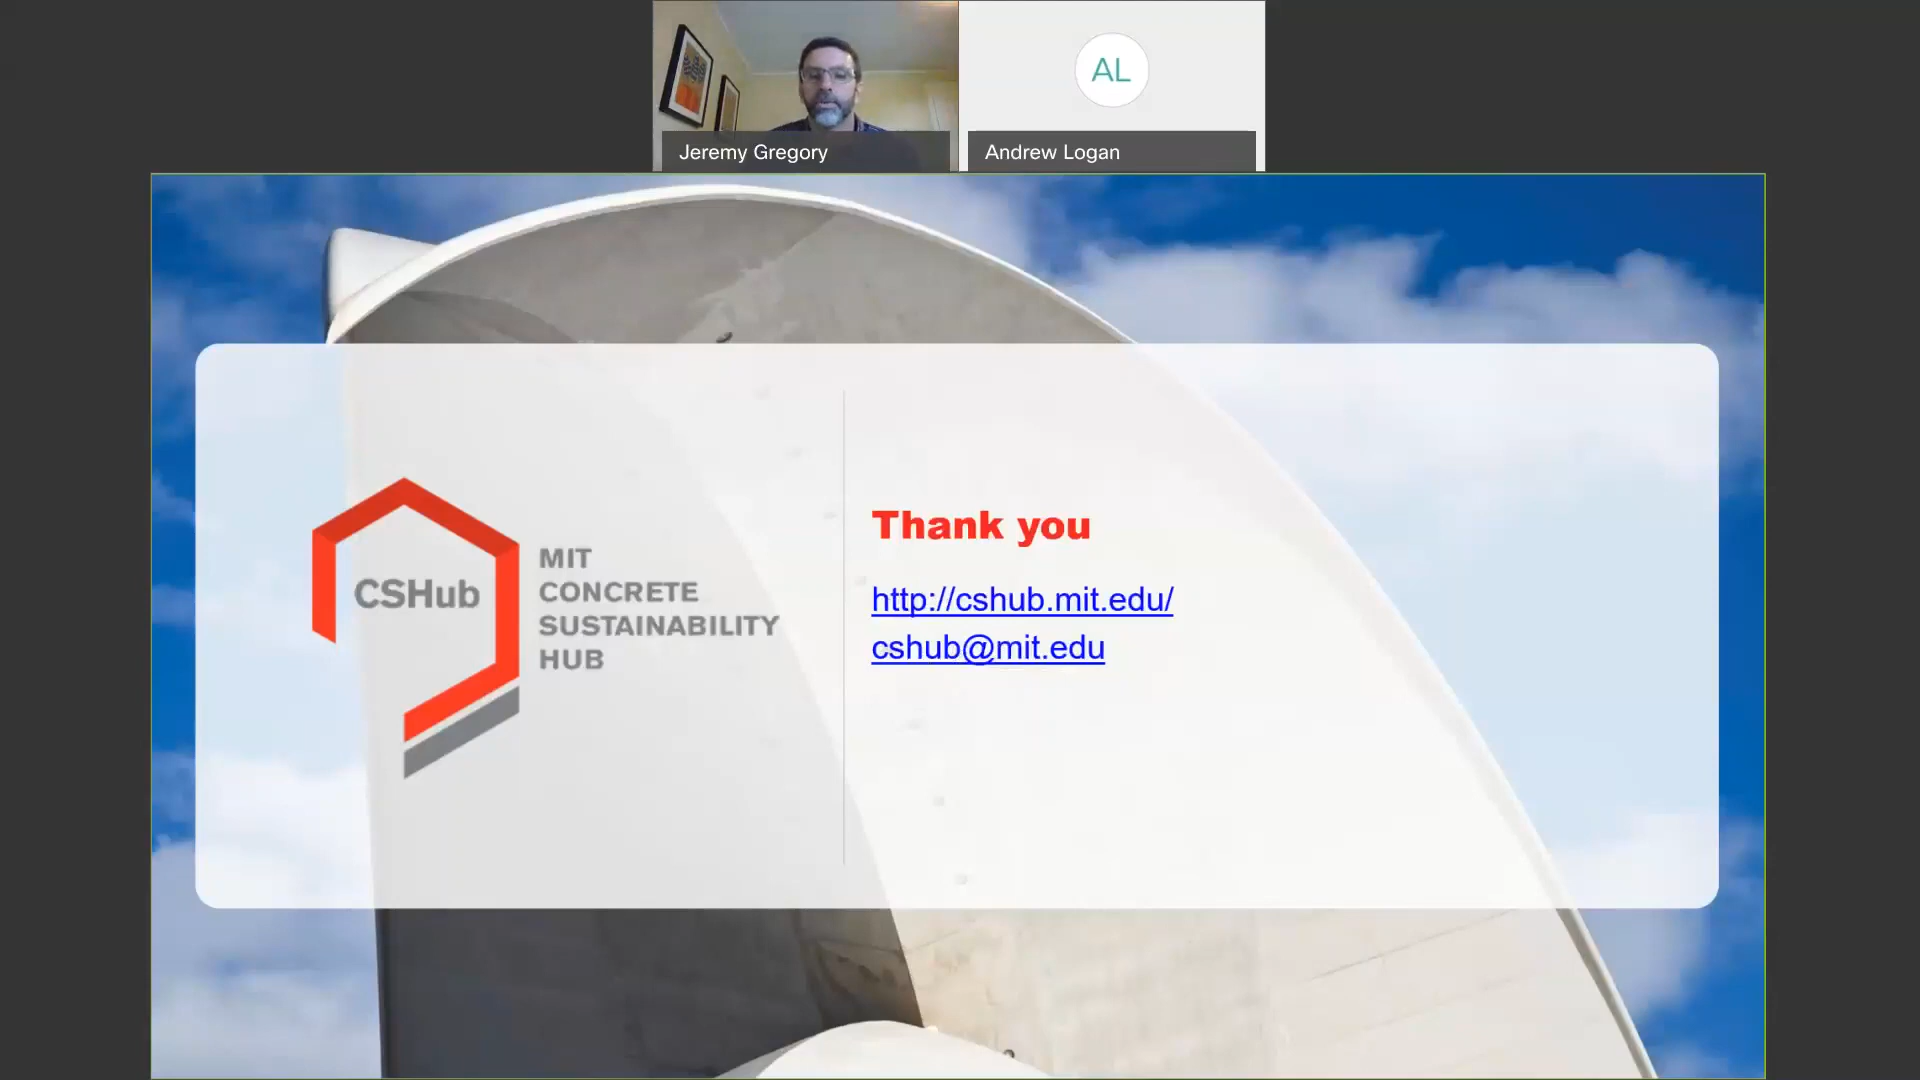 AL
Jeremy Gregory
Andrew Logan
CSHub
MIT
CONCRETE
SUSTAINABILITY
HUB
Thank you
http://cshub.mit.edu/
cshub@mit.edu